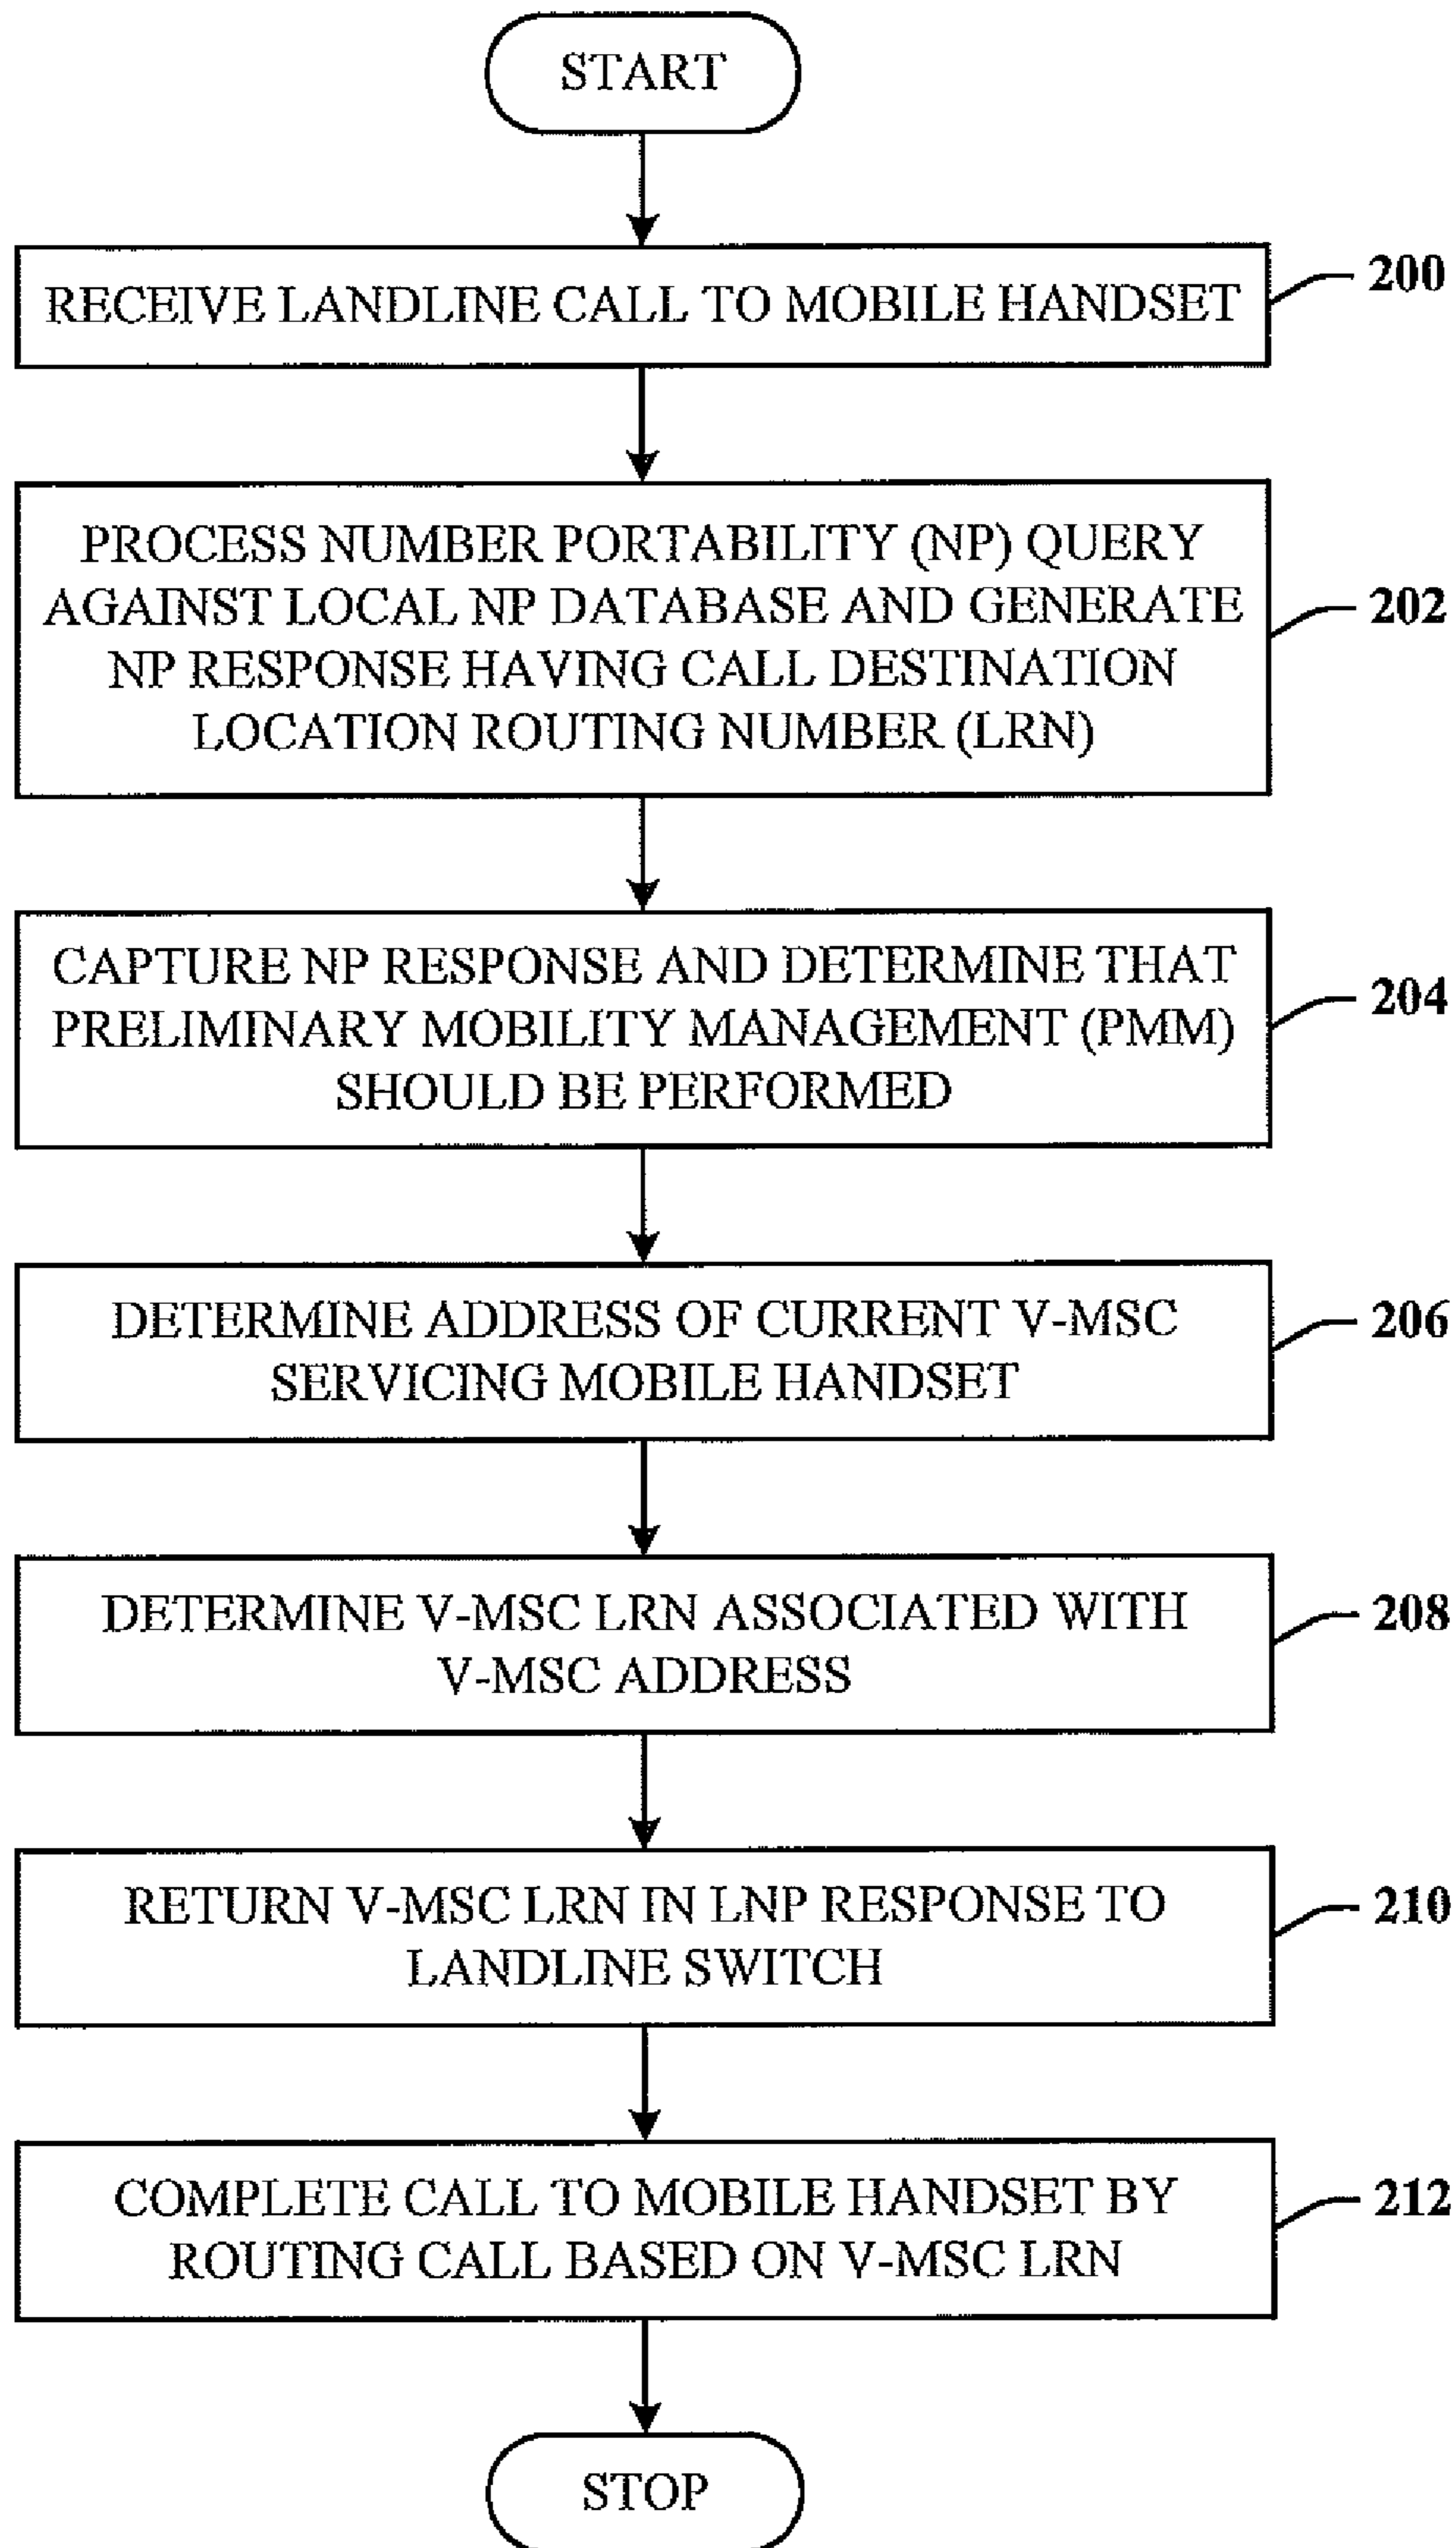 START
RECEIVE LANDLINE CALL TO MOBILE HANDSET
200
PROCESS NUMBER PORTABILITY (NP) QUERY
AGAINST LOCAL NP DATABASE AND GENERATE
NP RESPONSE HAVING CALL DESTINATION
LOCATION ROUTING NUMBER (LRN)
202
CAPTURE NP RESPONSE AND DETERMINE THAT
PRELIMINARY MOBILITY MANAGEMENT (PMM)
SHOULD BE PERFORMED
204
DETERMINE ADDRESS OF CURRENT V-MSC
SERVICING MOBILE HANDSET
206
DETERMINE V-MSC LRN ASSOCIATED WITH
V-MSC ADDRESS
208
RETURN V-MSC LRN IN LNP RESPONSE TO
LANDLINE SWITCH
210
COMPLETE CALL TO MOBILE HANDSET BY
ROUTING CALL BASED ON V-MSC LRN
212
STOP